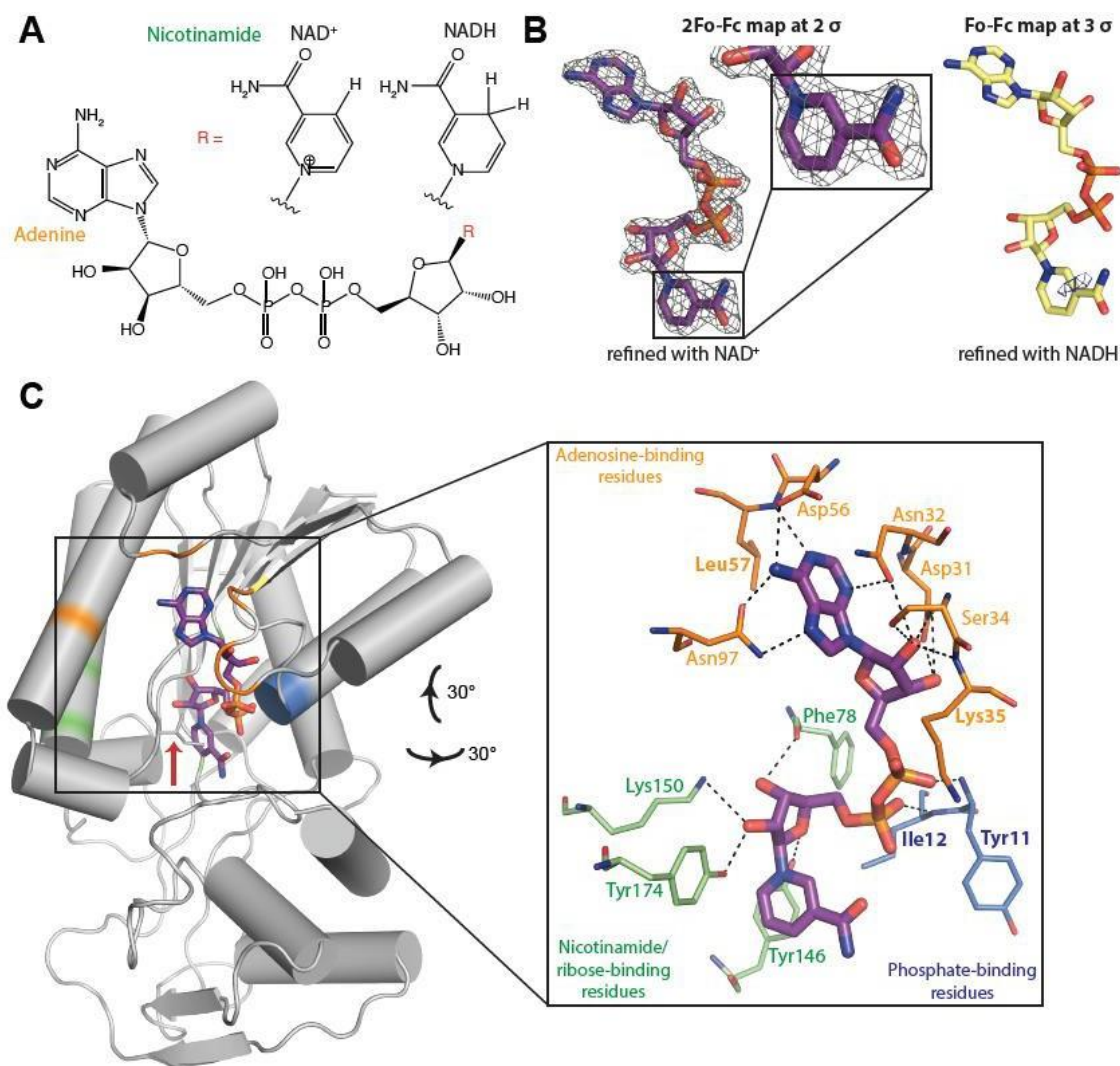 A
Nicotinamide
NAD+
NADH
O
H2N
H
N
⊕
O
H2N
H
H
N
R =
NH2
N
N
N
N
Adenine
HO
HO
O
O
OH
P
O
O
OH
P
O
O
O
R
OH
OH
B
2Fo-Fc map at 2 σ
Fo-Fc map at 3 σ
refined with NAD+
refined with NADH
C
30°
30°
Adenosine-binding
residues
Asp56
Asn32
Leu57
Asp31
Ser34
Asn97
Lys35
Phe78
Lys150
Ile12
Tyr11
Tyr174
Nicotinamide/
ribose-binding
residues
Tyr146
Phosphate-binding
residues